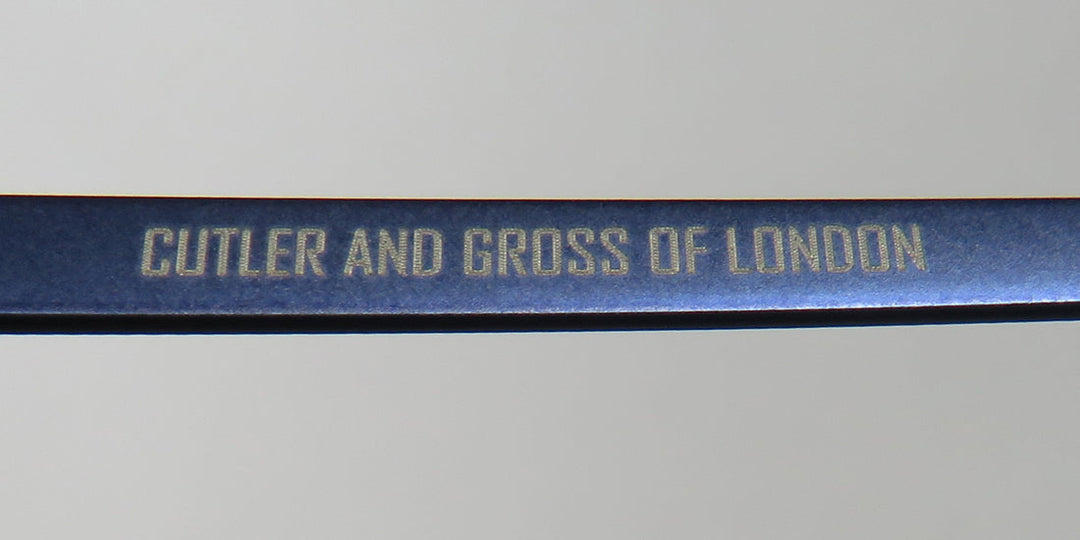 CUTLER AND GROSS OF LONDON